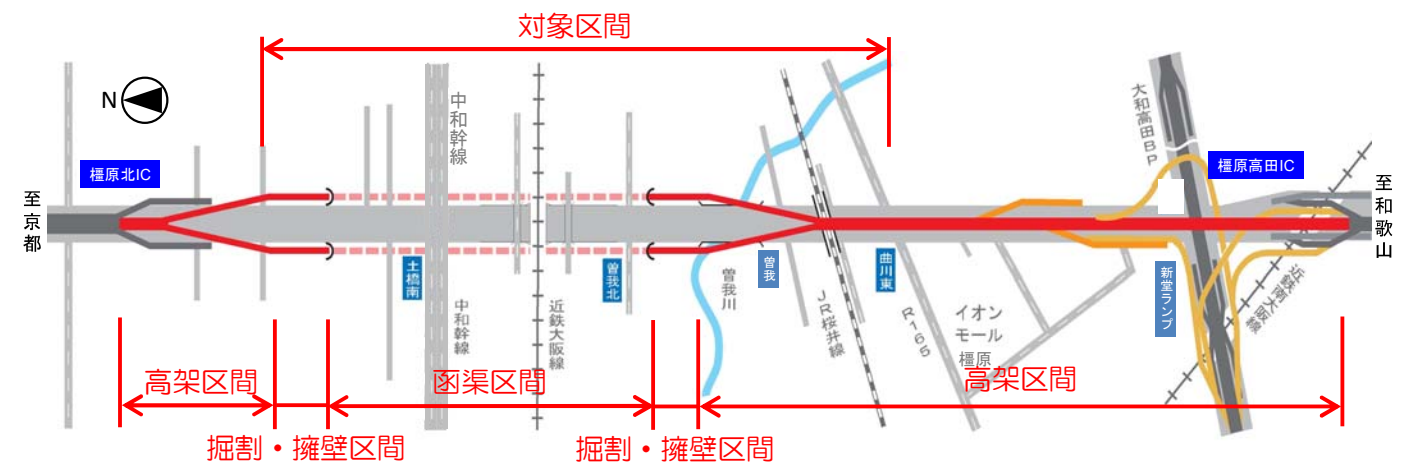 対象区間
N
中和幹線
大和高田BP
橿原北IC
橿原高田IC
至京都
至和歌山
土橋南
曽我北
曽我
曲川東
新堂ランプ
中和幹線
近鉄大阪線
曽我川
JR桜井線
R165
イオン
モール
橿原
近鉄南大阪線
高架区間
函渠区間
高架区間
掘割・擁壁区間
掘割・擁壁区間